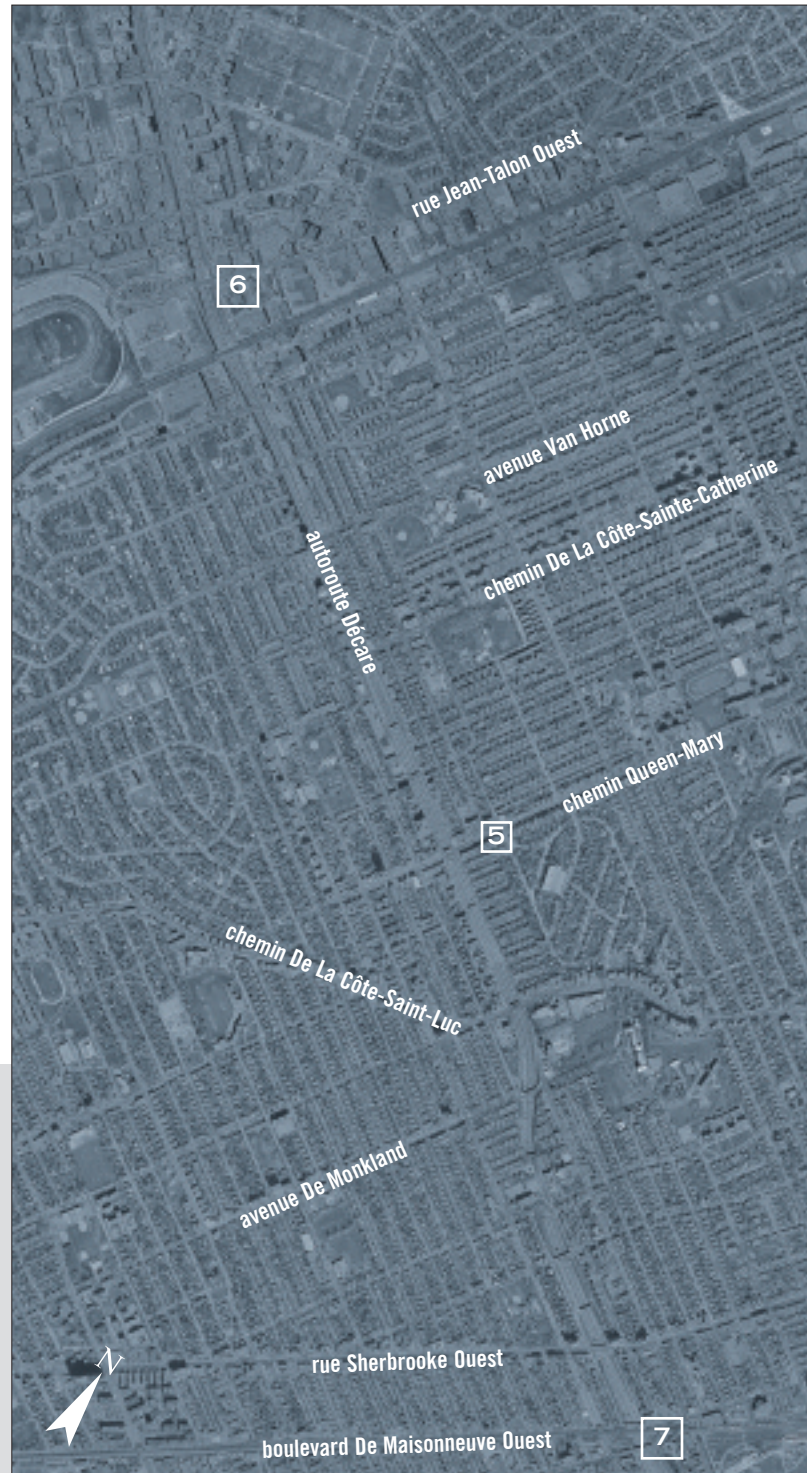 rue Jean-Talon Ouest
6
avenue Van Horne
chemin De La Côte-Sainte-Catherine
autoroute Décare
chemin Queen-Mary
5
chemin De La Côte-Saint-Luc
avenue De Monkland
N
rue Sherbrooke Ouest
boulevard De Maisonneuve Ouest
7